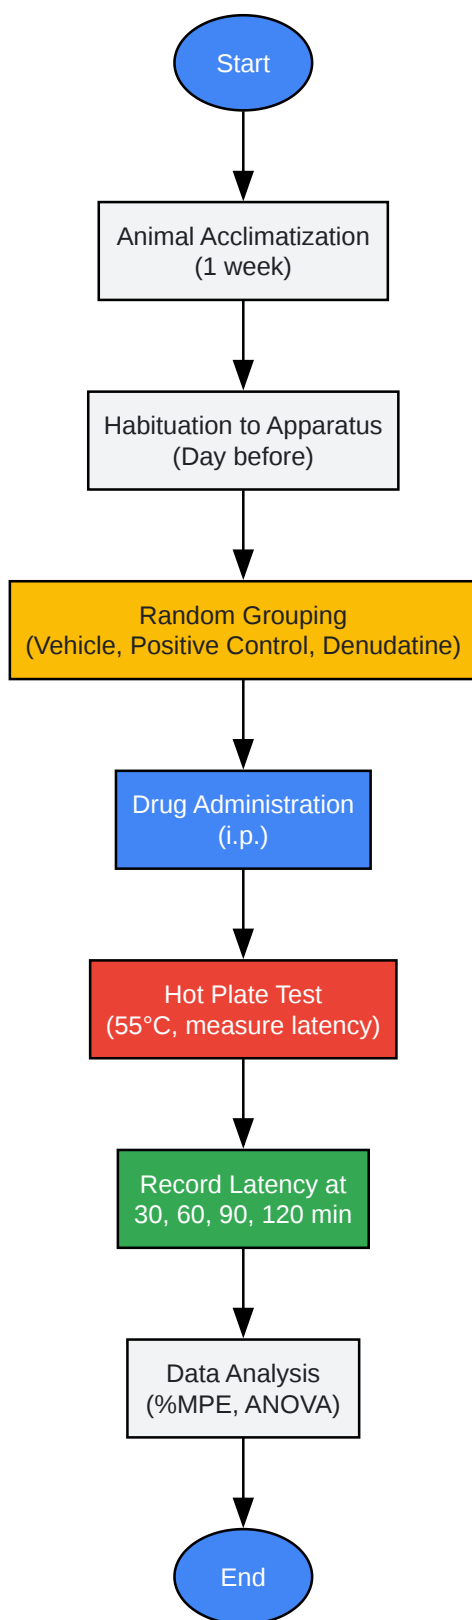 Start
Animal Acclimatization
(1 week)
Habituation to Apparatus
(Day before)
Random Grouping
(Vehicle, Positive Control, Denudatine)
Drug Administration
(i.p.)
Hot Plate Test
(55°C, measure latency)
Record Latency at
30, 60, 90, 120 min
Data Analysis
(%MPE, ANOVA)
End